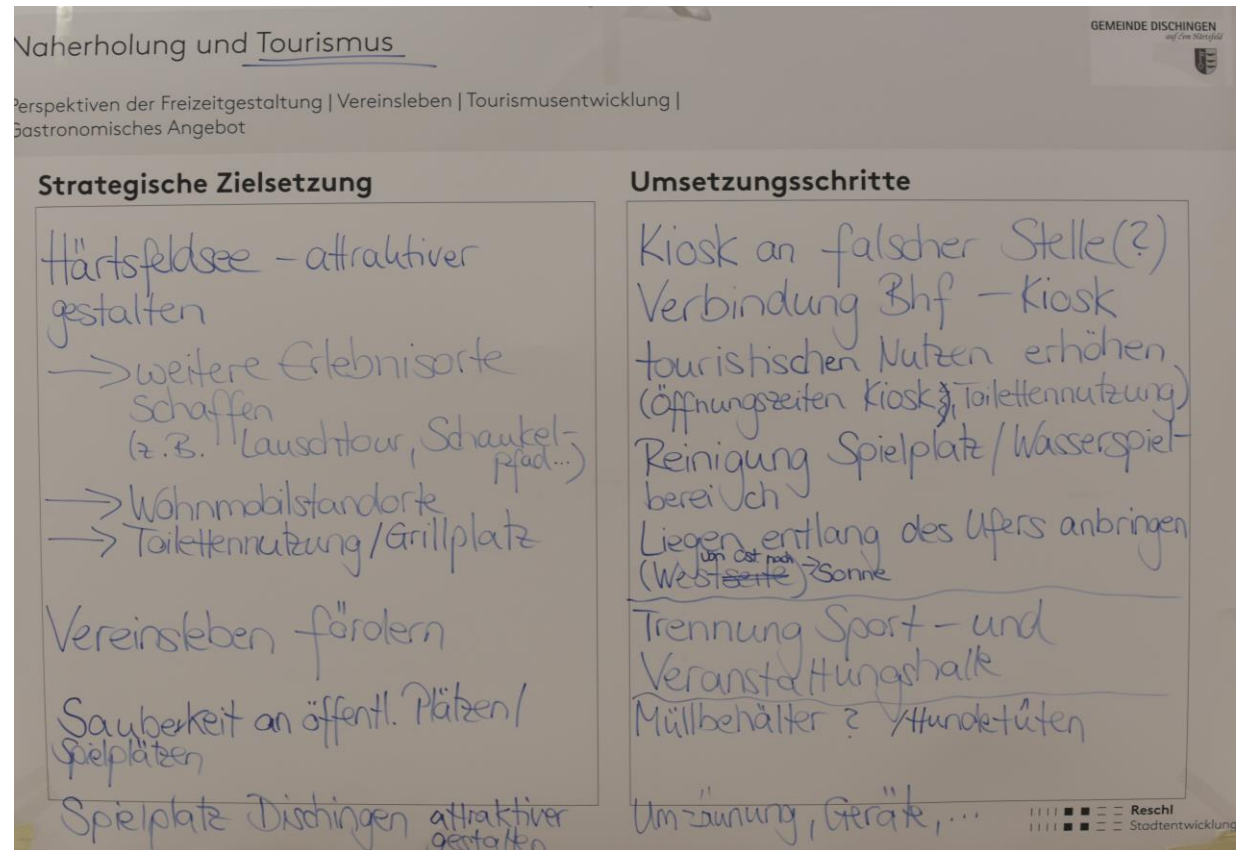 Naherholung und Tourismus
GEMEINDE DISCHINGEN
auf dem Härtsfeld
Perspektiven der Freizeitgestaltung | Vereinsleben | Tourismusentwicklung |
Gastronomisches Angebot
Strategische Zielsetzung
Härtsfeldsee – attraktiver
gestalten
→ weitere Erlebnisorte
schaffen
(z.B. Lauschtour, Schaukel-
pfad...)
→ Wohnmobilstandorte
→ Toilettennutzung/Grillplatz
Vereinsleben fördern
Sauberkeit an öffentl. Plätzen/
Spielplätzen
Spielplatz Dischingen attraktiver
gestalten
Umsetzungsschritte
Kiosk an falscher Stelle(?)
Verbindung Bhf – Kiosk
touristischen Nutzen erhöhen
(Öffnungszeiten Kiosk, Toilettennutzung)
Reinigung Spielplatz/Wasserspiel-
bereich
Liegen entlang des Ufers anbringen
von Ost nach
(Westseite) → Sonne
Trennung Sport – und
Veranstaltungshalle
Müllbehälter ? /Hundetüten
Umzäunung, Geräte, ...
Reschl
Stadtentwicklung